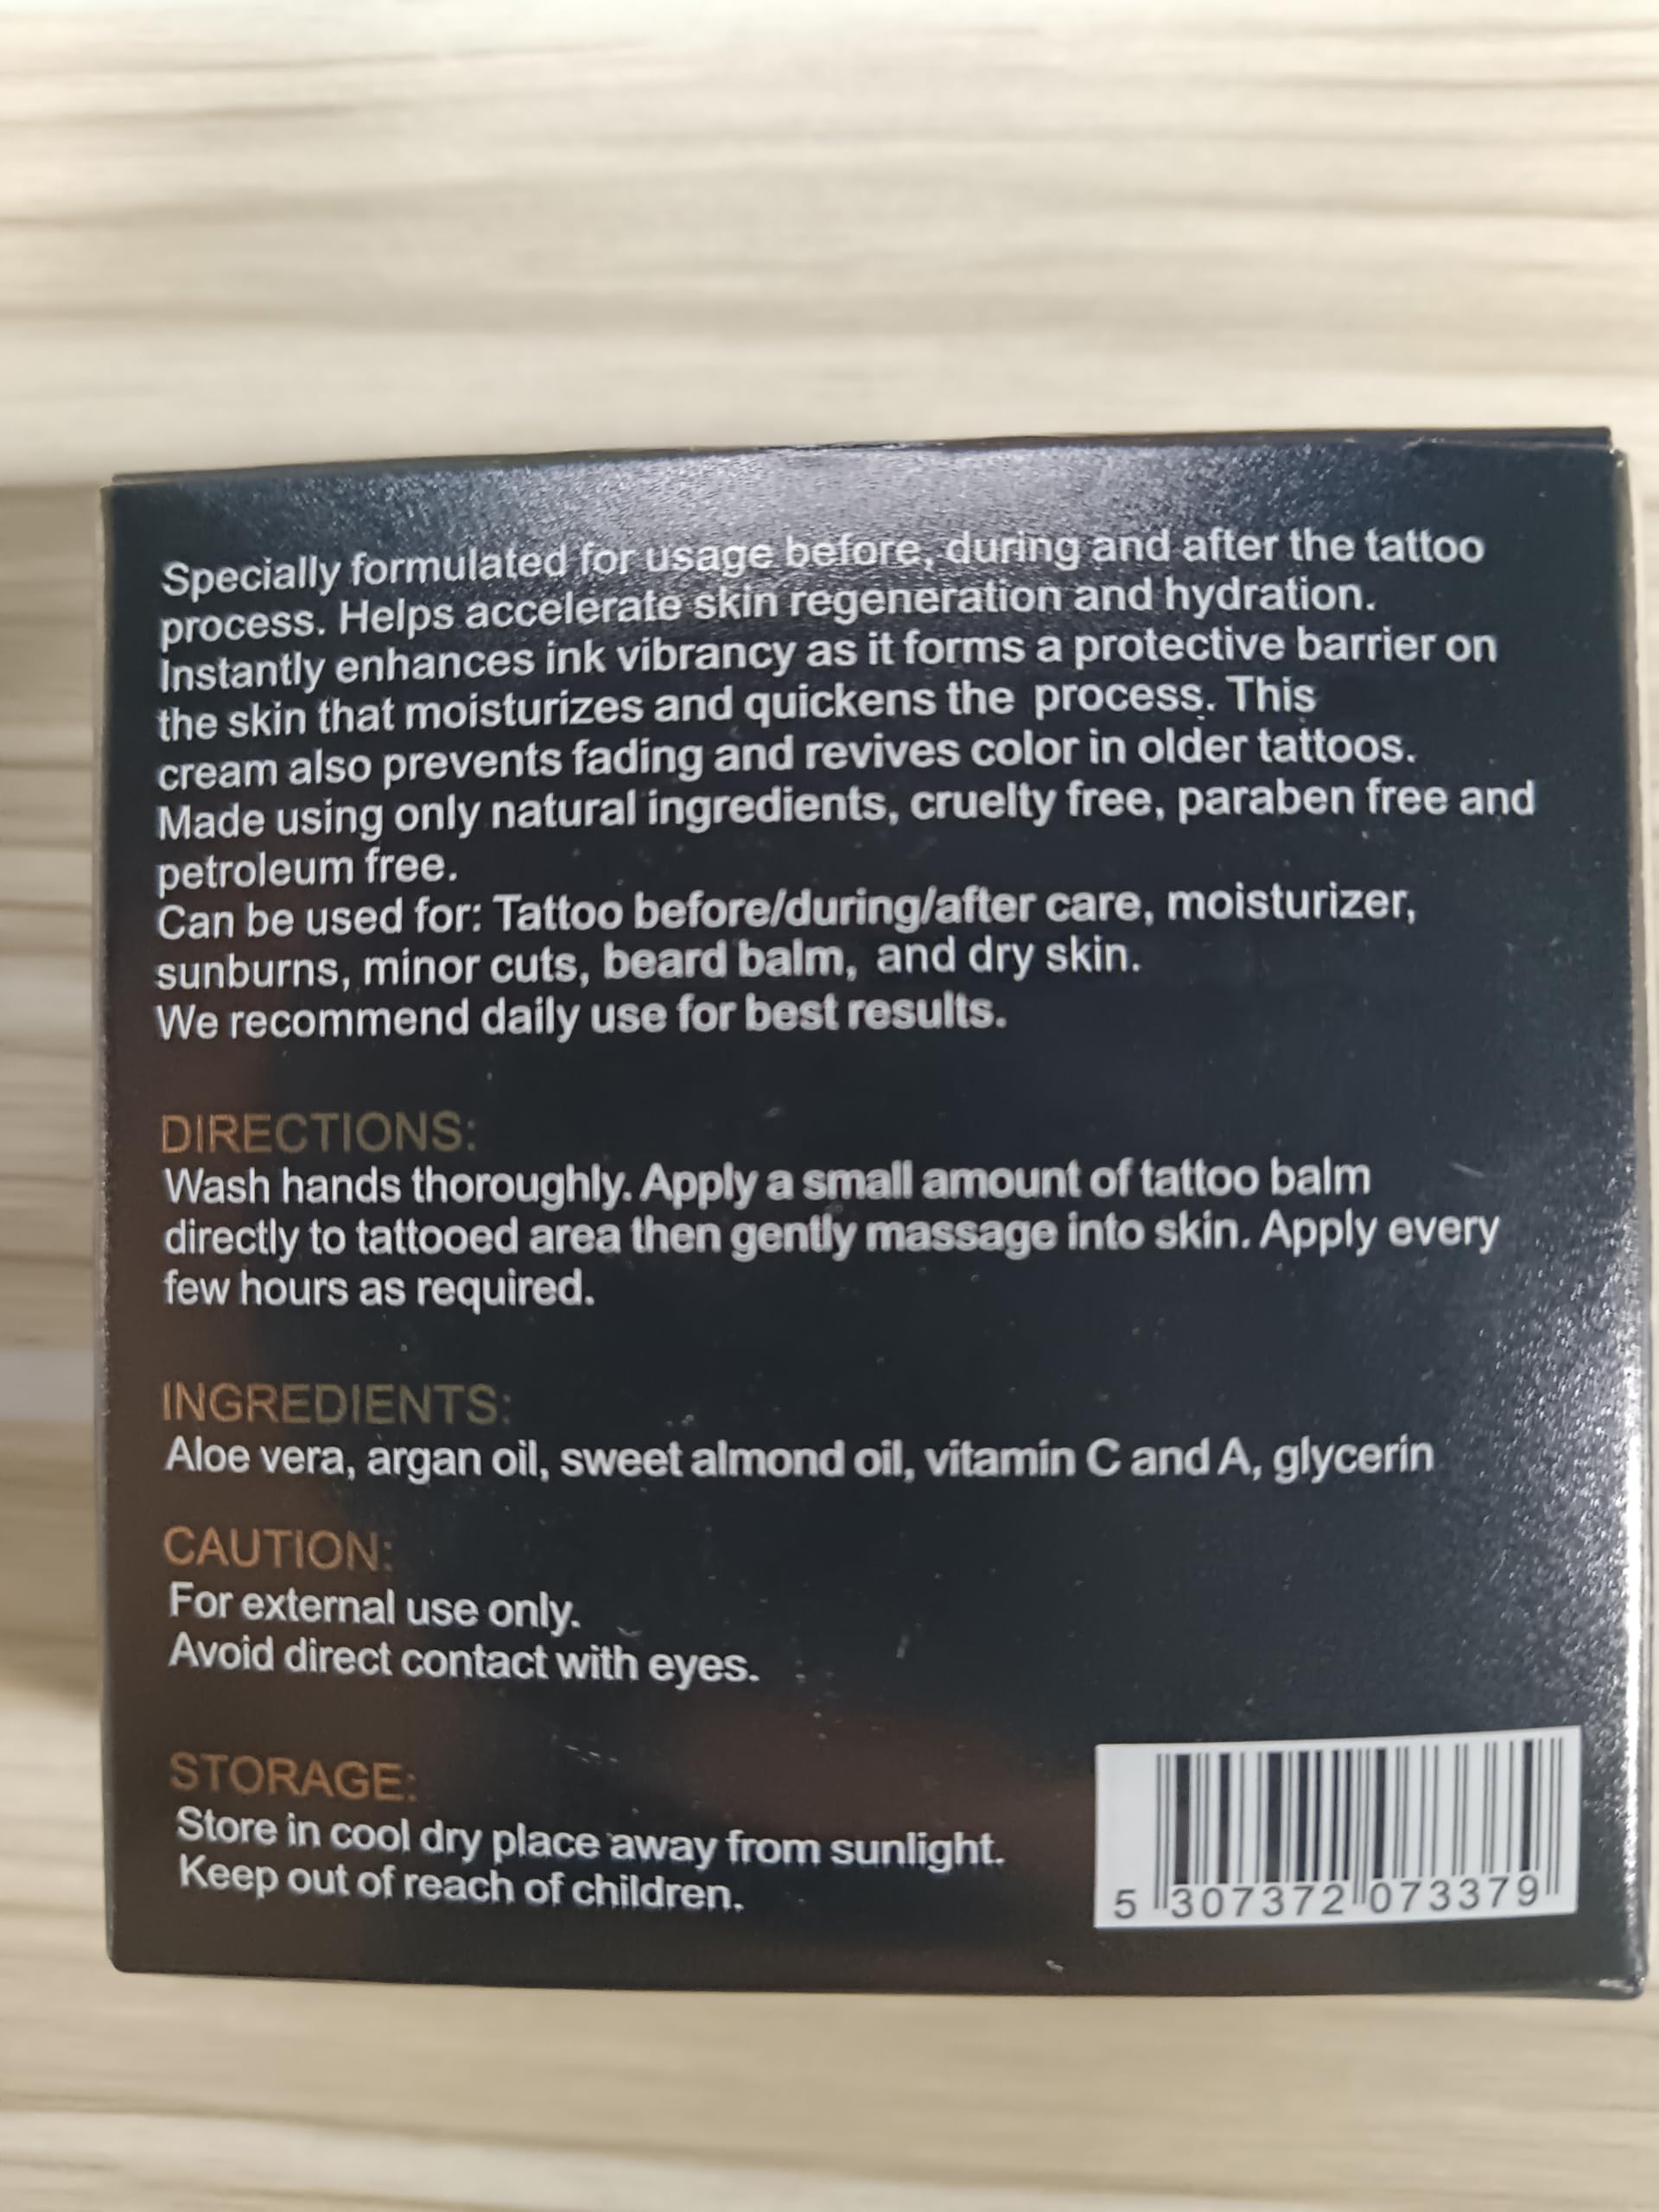 Specially formulated for usage before, during and after the tattoo
process. Helps accelerate skin regeneration and hydration.
Instantly enhances ink vibrancy as it forms a protective barrier on
the skin that moisturizes and quickens the process. This
cream also prevents fading and revives color in older tattoos.
Made using only natural ingredients, cruelty free, paraben free and
petroleum free.
Can be used for: Tattoo before/during/after care, moisturizer,
sunburns, minor cuts, beard balm, and dry skin.
We recommend daily use for best results.
DIRECTIONS:
Wash hands thoroughly. Apply a small amount of tattoo balm
directly to tattooed area then gently massage into skin. Apply every
few hours as required.
INGREDIENTS:
Aloe vera, argan oil, sweet almond oil, vitamin C and A, glycerin
CAUTION:
For external use only.
Avoid direct contact with eyes.
STORAGE:
Store in cool dry place away from sunlight.
Keep out of reach of children.
5 307372 073379